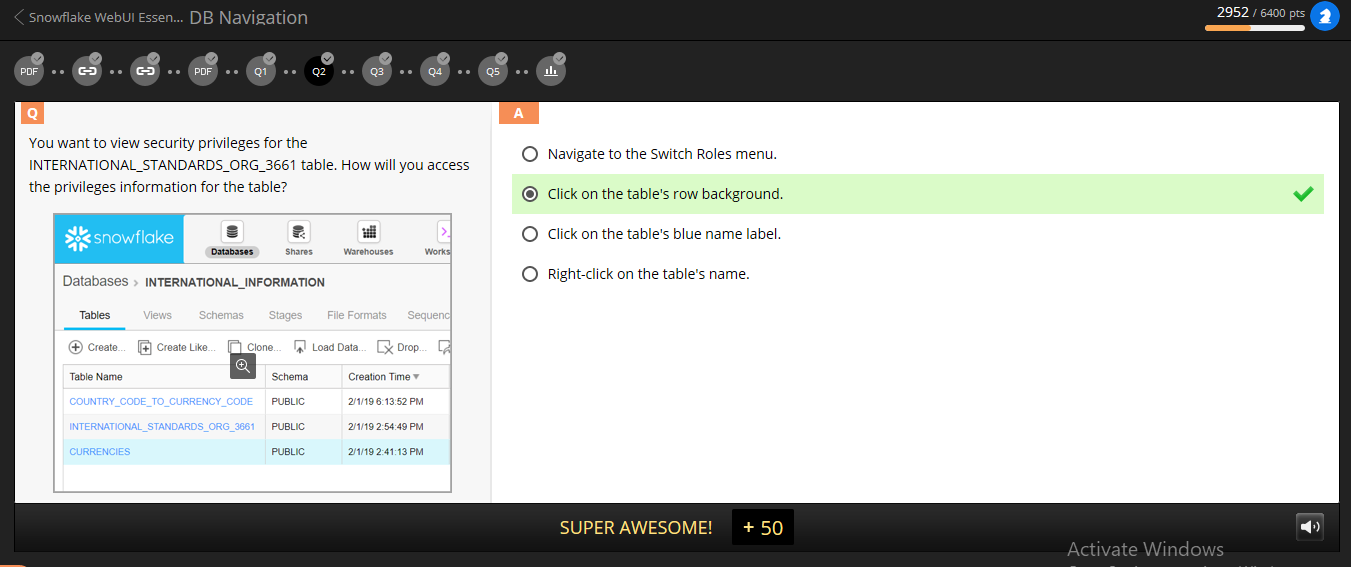 Snowflake WebUI Essen... DB Navigation
2952 / 6400 pts
PDF
PDF
Q1
Q2
Q3
Q4
Q5
Q
You want to view security privileges for the
INTERNATIONAL_STANDARDS_ORG_3661 table. How will you access
the privileges information for the table?
snowflake
Databases
Shares
Warehouses
Works
Databases > INTERNATIONAL_INFORMATION
Tables Views Schemas Stages File Formats Sequenc
Create... Create Like... Clone... Load Data... Drop...
Table Name Schema Creation Time
COUNTRY_CODE_TO_CURRENCY_CODE PUBLIC 2/1/19 6:13:52 PM
INTERNATIONAL_STANDARDS_ORG_3661 PUBLIC 2/1/19 2:54:49 PM
CURRENCIES PUBLIC 2/1/19 2:41:13 PM
A
Navigate to the Switch Roles menu.
Click on the table's row background.
Click on the table's blue name label.
Right-click on the table's name.
SUPER AWESOME! + 50
Activate Windows